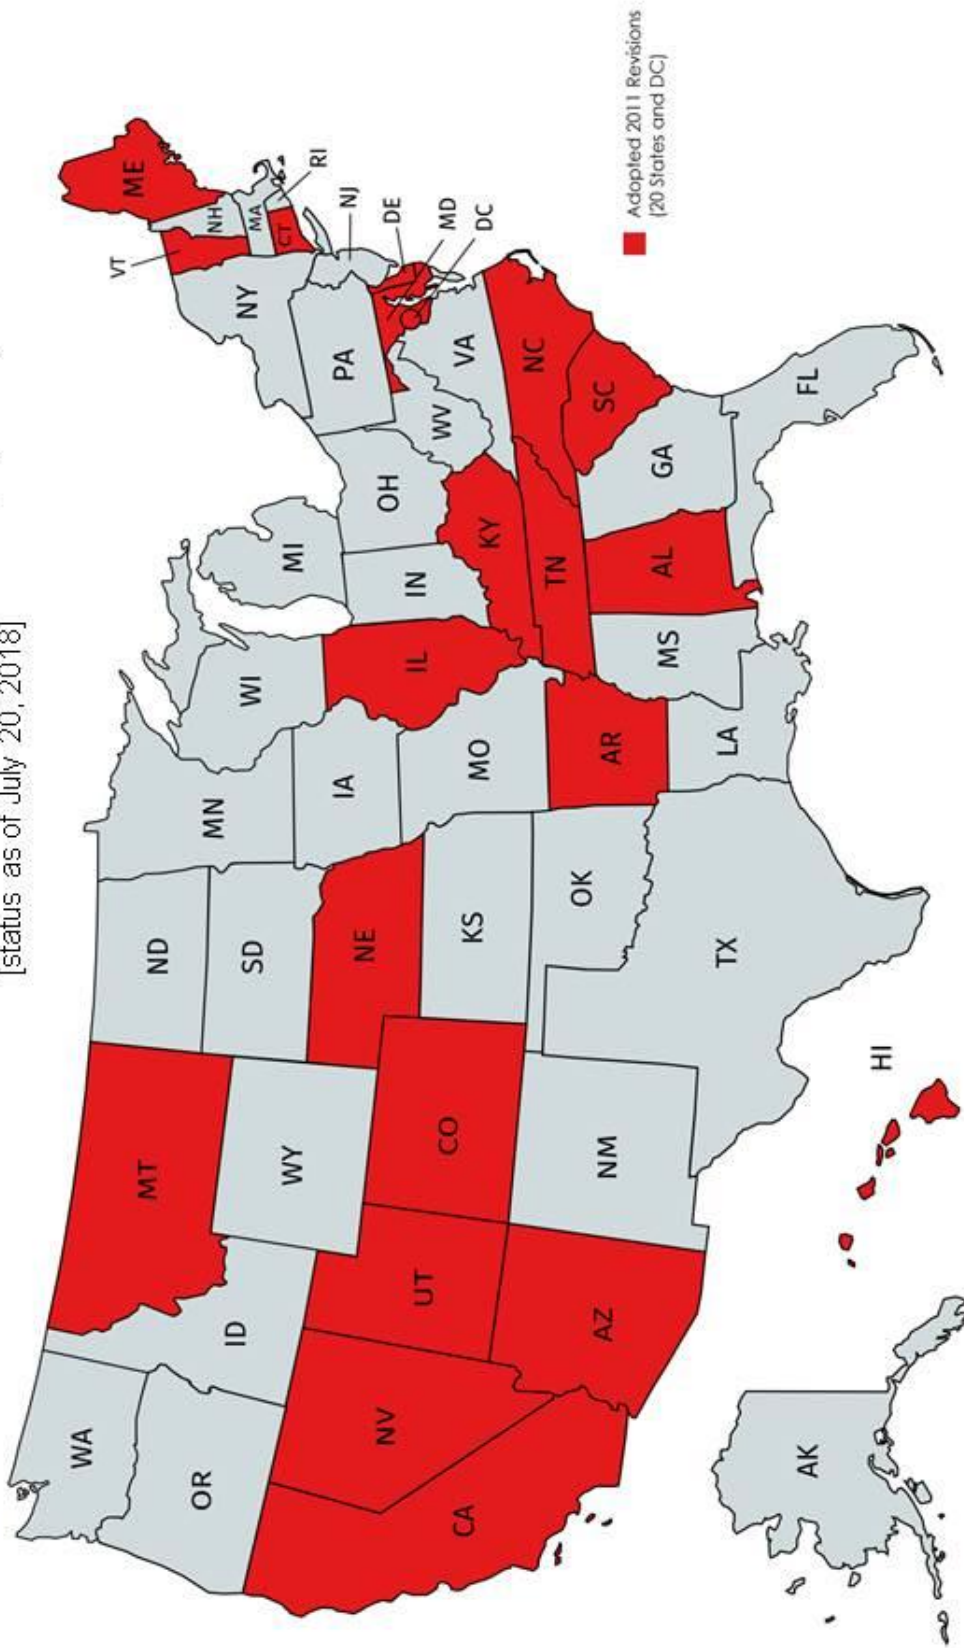 [status as of July 20, 2018]
WA
OR
CA
NV
ID
MT
WY
UT
AZ
CO
NM
ND
SD
NE
KS
OK
TX
MN
IA
MO
AR
LA
WI
IL
MS
MI
IN
OH
KY
TN
AL
GA
FL
SC
NC
VA
WV
PA
NY
VT
NH
ME
MA
CT
RI
NJ
DE
MD
DC
AK
HI
Adopted 2011 Revisions
(20 States and DC)